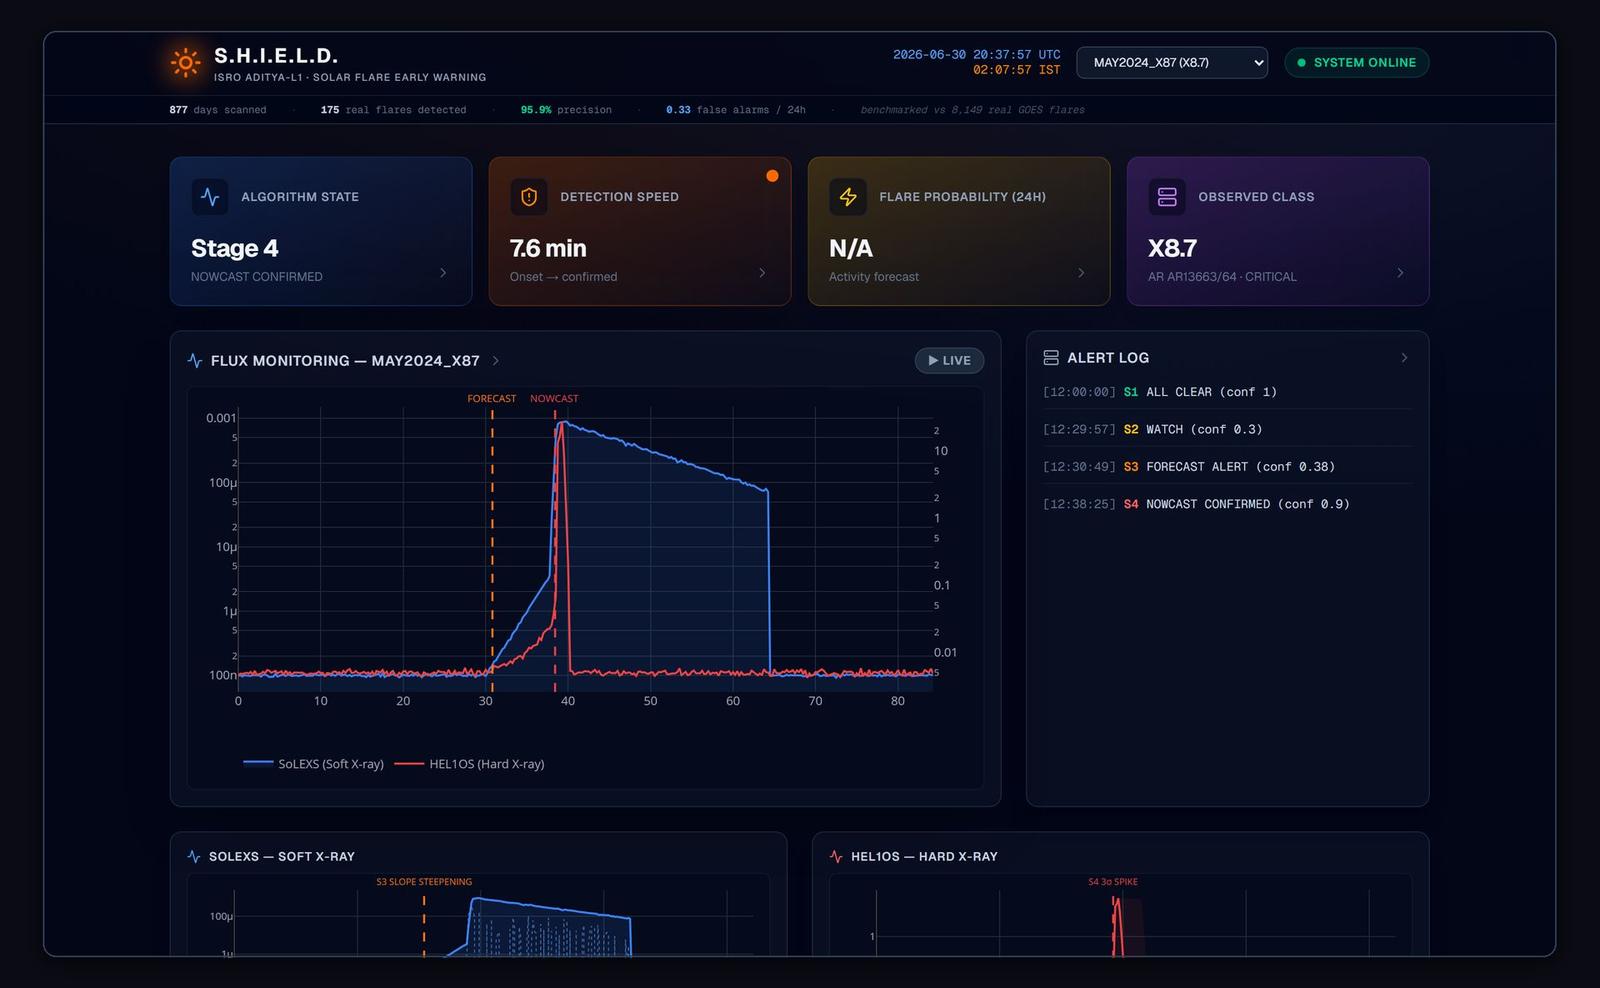 S.H.I.E.L.D.
ISRO ADITYA-L1 · SOLAR FLARE EARLY WARNING
2026-06-30 20:37:57 UTC
02:07:57 IST
MAY2024_X87 (X8.7)
SYSTEM ONLINE
877 days scanned · 175 real flares detected · 95.9% precision · 0.33 false alarms / 24h · benchmarked vs 8,149 real GOES flares
ALGORITHM STATE
Stage 4
NOWCAST CONFIRMED
DETECTION SPEED
7.6 min
Onset → confirmed
FLARE PROBABILITY (24H)
N/A
Activity forecast
OBSERVED CLASS
X8.7
AR AR13663/64 · CRITICAL
FLUX MONITORING — MAY2024_X87
▶ LIVE
FORECAST NOWCAST
0.001
5
2
100µ
5
2
10µ
5
2
1µ
5
2
100n
2
10
5
2
1
5
2
0.1
5
2
0.01
5
0 10 20 30 40 50 60 70 80
SoLEXS (Soft X-ray) HEL1OS (Hard X-ray)
ALERT LOG
[12:00:00] S1 ALL CLEAR (conf 1)
[12:29:57] S2 WATCH (conf 0.3)
[12:30:49] S3 FORECAST ALERT (conf 0.38)
[12:38:25] S4 NOWCAST CONFIRMED (conf 0.9)
SOLEXS — SOFT X-RAY
S3 SLOPE STEEPENING
100µ
1µ
HEL1OS — HARD X-RAY
S4 3σ SPIKE
1